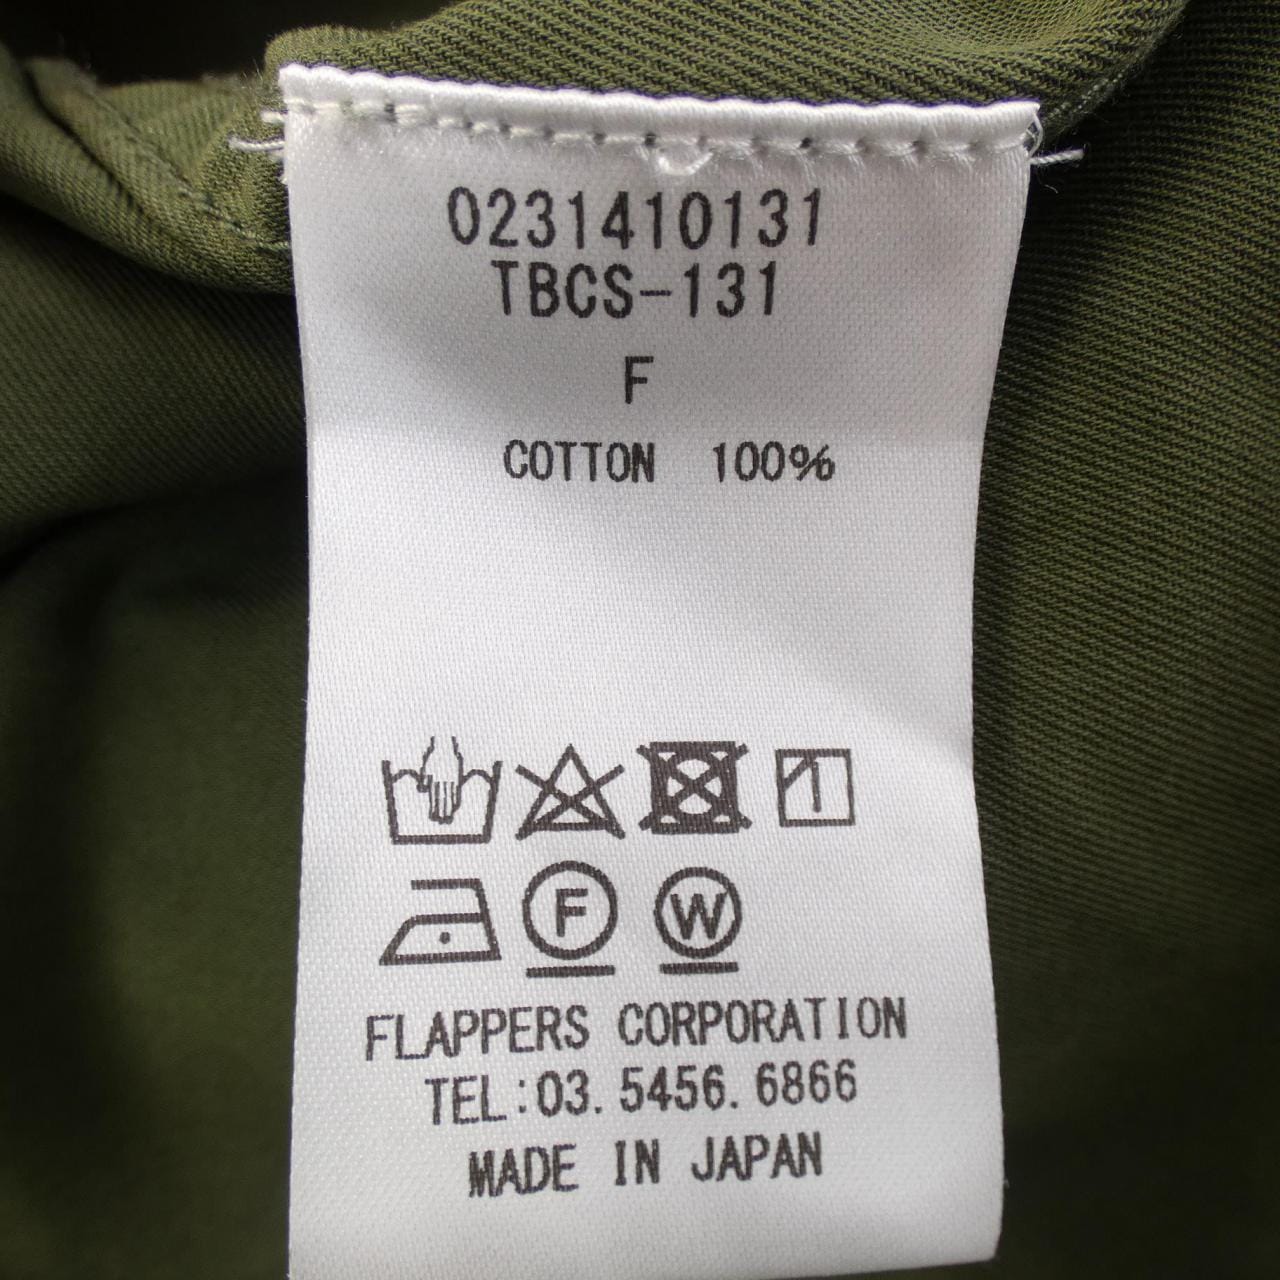 0231410131
TBCS-131
F
COTTON 100%
F W
FLAPPERS CORPORATION
TEL:03.5456.6866
MADE IN JAPAN